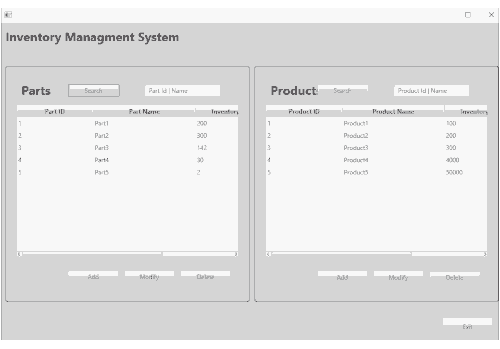 Inventory Managment System
Parts Search Part Id | Name
Part ID Part Name Inventory
1 Part1 200
2 Part2 300
3 Part3 142
4 Part4 30
5 Part5 2
Add Modify Delete
Product Search Product Id | Name
Product ID Product Name Inventory
1 Product1 100
2 Product2 200
3 Product3 300
4 Product4 4000
5 Product5 50000
Add Modify Delete
Exit